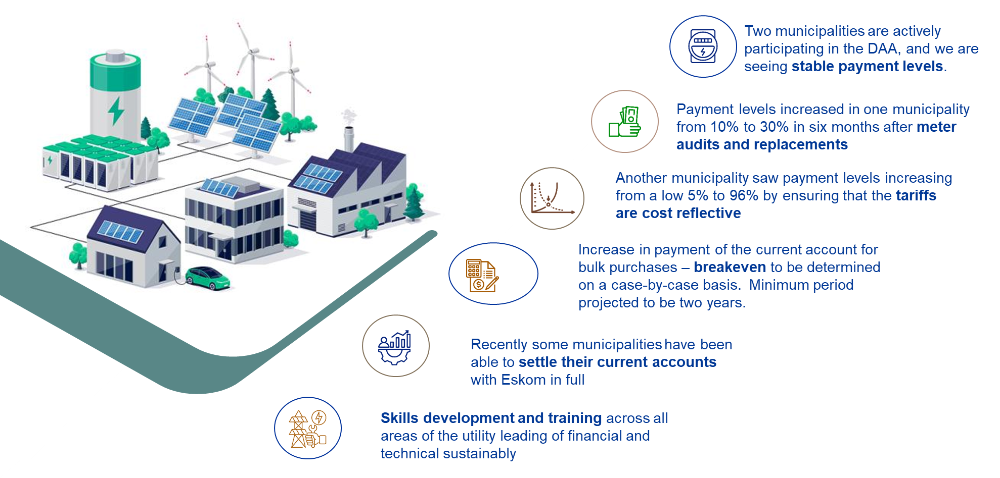 Two municipalities are actively
participating in the DAA, and we are
seeing stable payment levels.
Payment levels increased in one municipality
from 10% to 30% in six months after meter
audits and replacements
Another municipality saw payment levels increasing
from a low 5% to 96% by ensuring that the tariffs
are cost reflective
Increase in payment of the current account for
bulk purchases – breakeven to be determined
on a case-by-case basis.  Minimum period
projected to be two years.
Recently some municipalities have been
able to settle their current accounts
with Eskom in full
Skills development and training across all
areas of the utility leading of financial and
technical sustainably